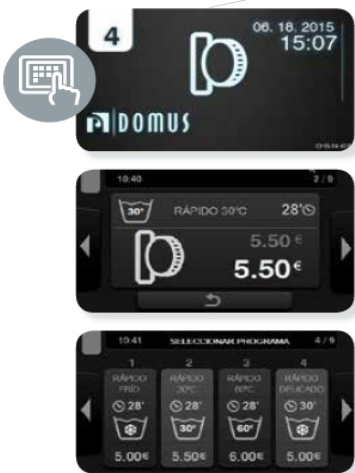 4
06. 18. 2015
15:07
DOMUS
10:40
2 / 9
30°
RÁPIDO 30°C
28'
5.50 €
5.50 €
10:41
SELECCIONAR PROGRAMA
4 / 9
1
2
3
4
RÁPIDO FRÍO
RÁPIDO 30°C
RÁPIDO 60°C
RÁPIDO DELICADO
28'
28'
28'
30'
30°
60°
5.00€
5.50€
6.00€
5.00€